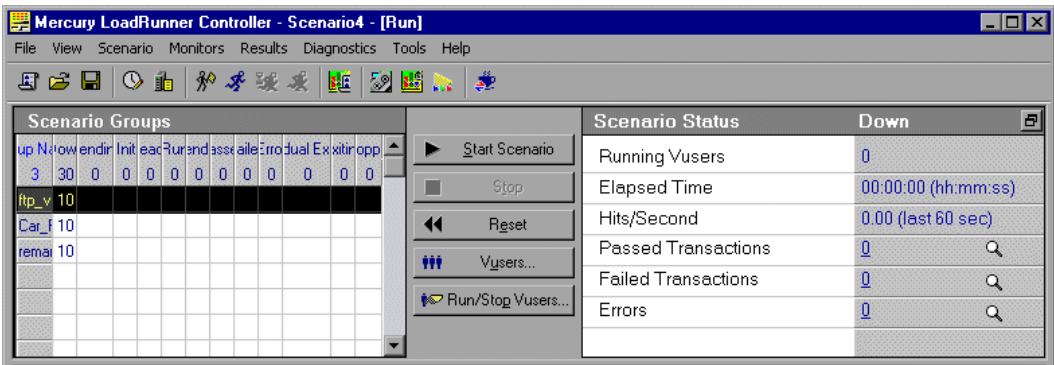 Mercury LoadRunner Controller - Scenario4 - [Run]
File View Scenario Monitors Results Diagnostics Tools Help
Scenario Groups
3 30 0 0 0 0 0 0 0 0 0 0 0
ftp_v 10
10
10
Start Scenario
Stop
Reset
Vusers...
Run/Stop Vusers...
Scenario Status Down
Running Vusers 0
Elapsed Time 00:00:00 (hh:mm:ss)
Hits/Second 0.00 (last 60 sec)
Passed Transactions 0
Failed Transactions 0
Errors 0